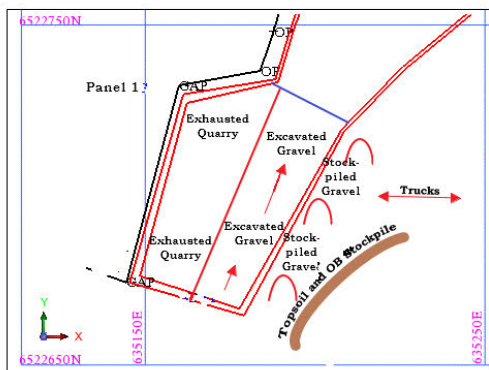 6522750N
OP
OP
GAP
Panel 1
Exhausted
Quarry
Excavated
Gravel
Stock-
piled
Gravel
Trucks
Exhausted
Quarry
Excavated
Gravel
Stock-
piled
Gravel
Topsoil and OB Stockpile
GAP
Y
X
635150E
635250E
6522650N